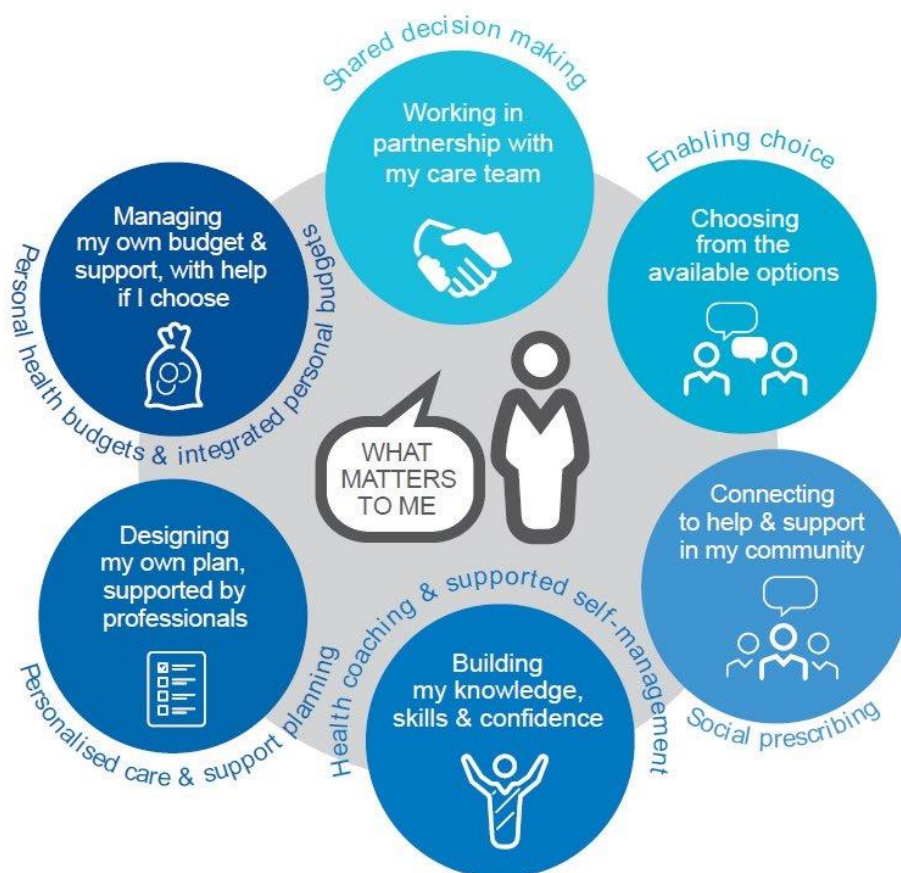 Shared decision making
Working in
partnership with
my care team
Enabling choice
Choosing
from the
available options
Connecting
to help & support
in my community
Social prescribing
Health coaching & supported self-management
Building
my knowledge,
skills & confidence
Designing
my own plan,
supported by
professionals
Personalised care & support planning
Managing
my own budget &
support, with help
if I choose
Personal health budgets & integrated personal budgets
WHAT
MATTERS
TO ME